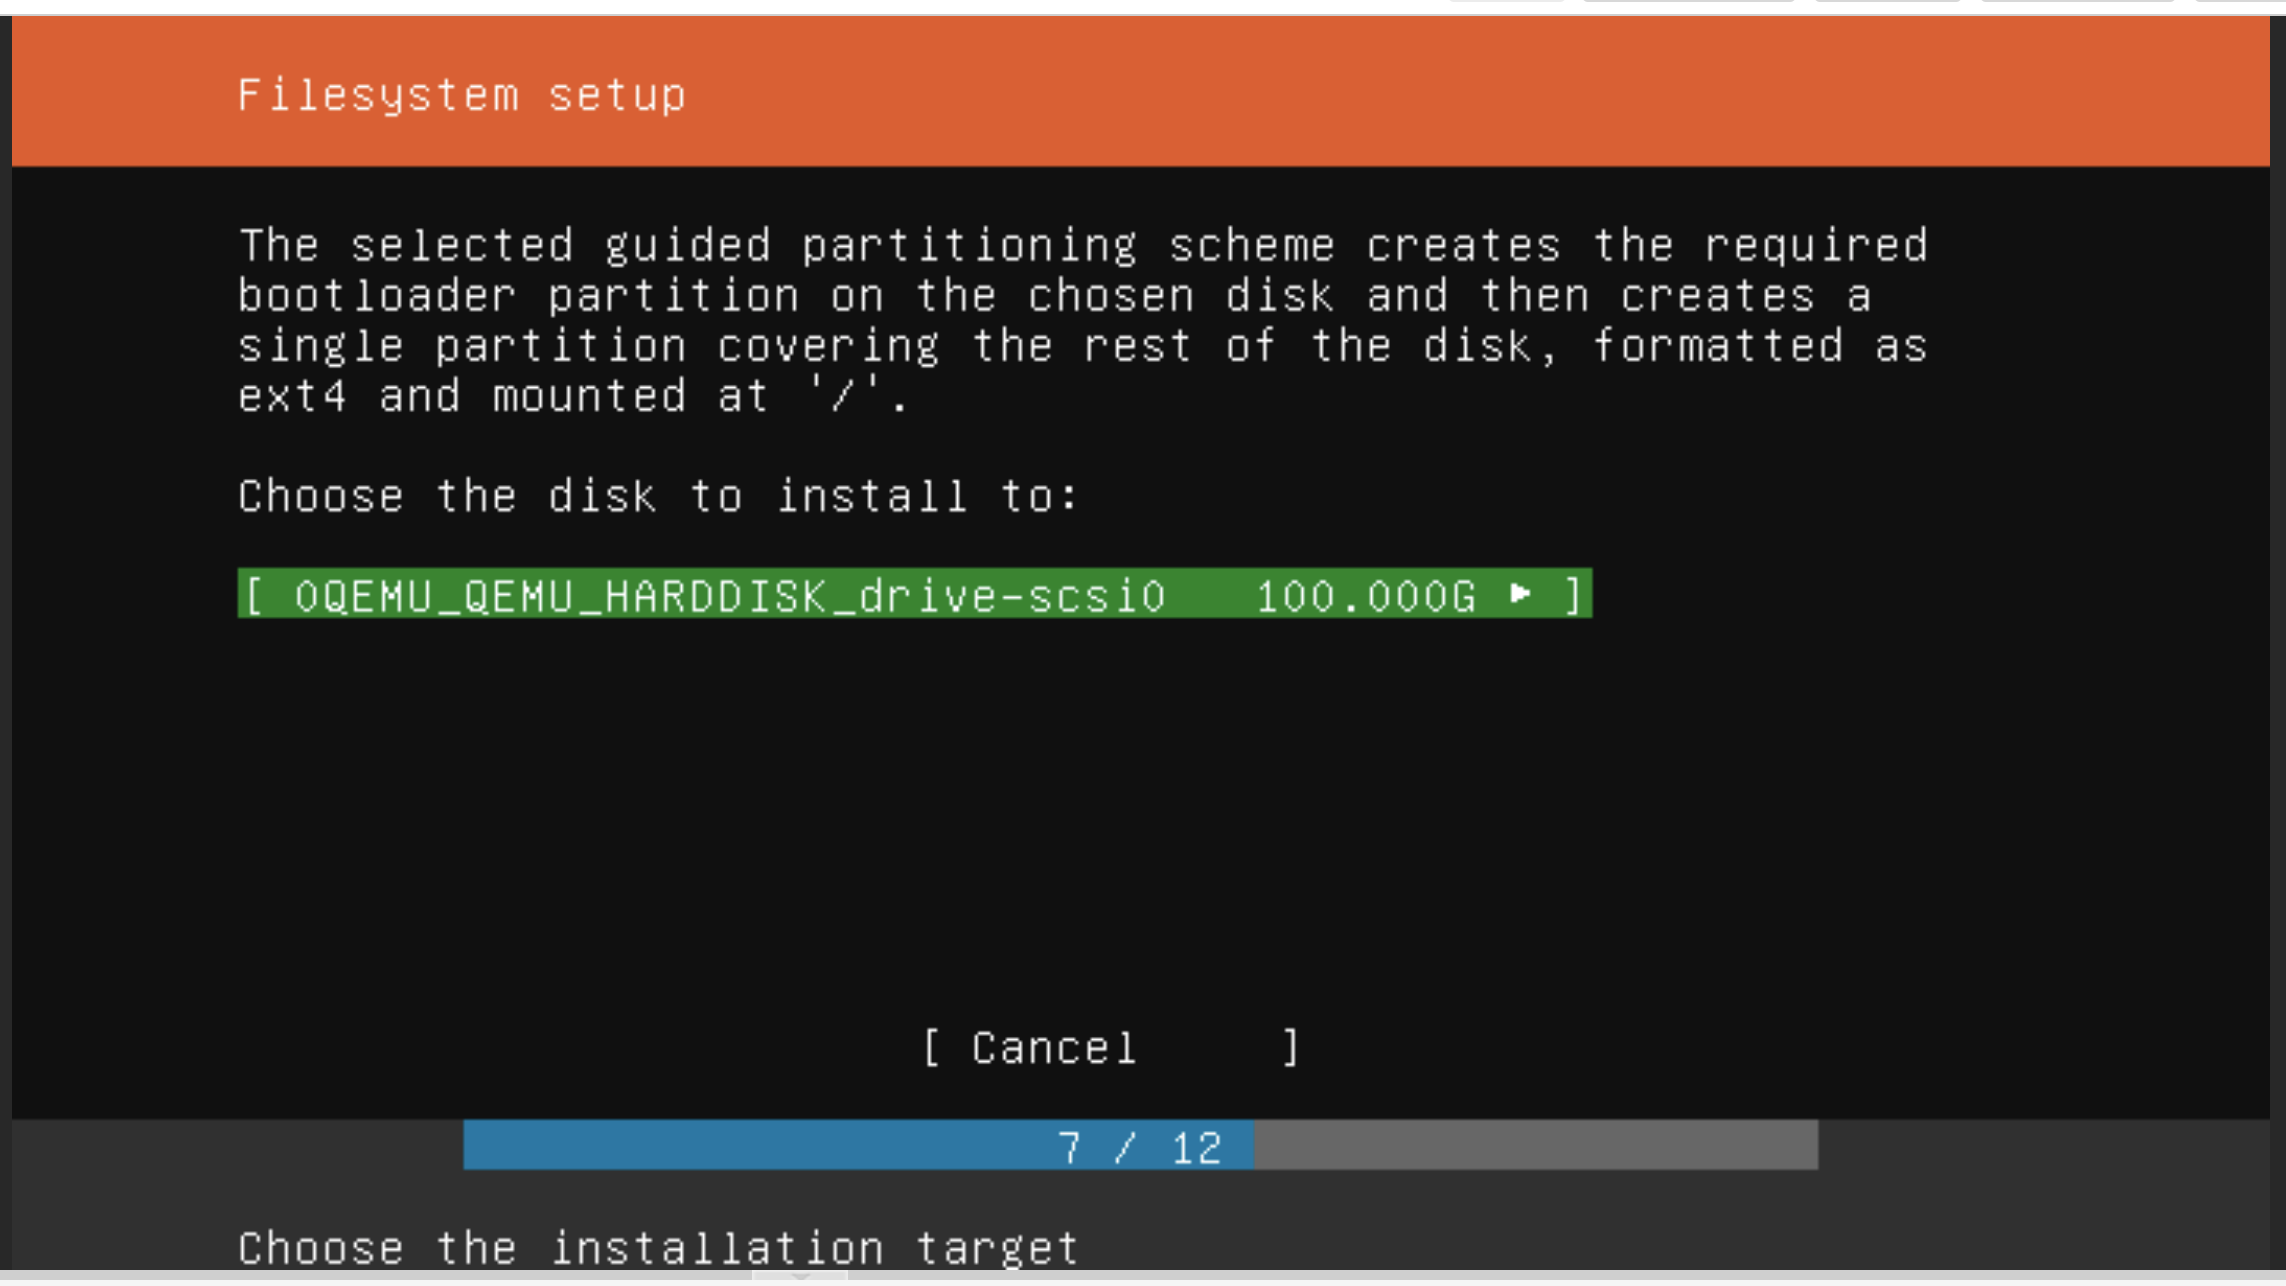 Filesystem setup
The selected guided partitioning scheme creates the required
bootloader partition on the chosen disk and then creates a
single partition covering the rest of the disk, formatted as
ext4 and mounted at '/'.
Choose the disk to install to:
[ 0QEMU_QEMU_HARDDISK_drive-scsi0   100.000G ▸ ]
[ Cancel     ]
7 / 12
Choose the installation target